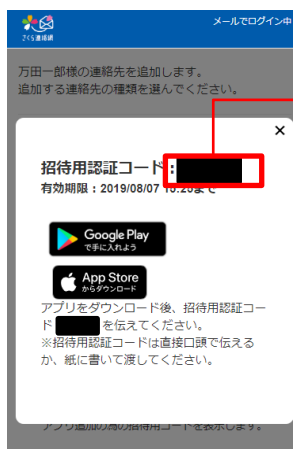 さくら連絡網
メールでログイン中
万田一郎様の連絡先を追加します。
追加する連絡先の種類を選んでください。
×
招待用認証コード：
有効期限：2019/08/07 15:25まで
Google Play
で手に入れよう
App Store
からダウンロード
アプリをダウンロード後、招待用認証コー
ド を伝えてください。
※招待用認証コードは直接口頭で伝える
か、紙に書いて渡してください。
アプリ追加の為の招待用コードを表示します。